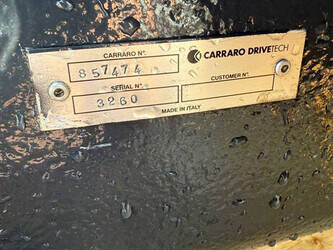 CARRARO N°.
857474
CARRARO DRIVETECH
SERIAL N°.
3260
CUSTOMER N°.
MADE IN ITALY